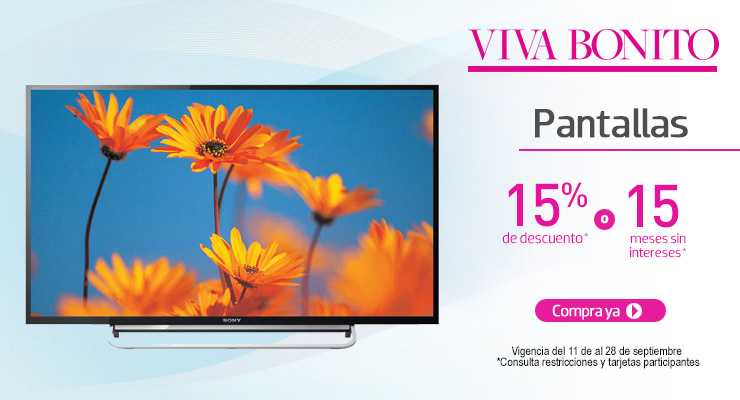 VIVA BONITO
Pantallas
15% o 15
de descuento* meses sin
intereses*
Compra ya
SONY
Vigencia del 11 de al 28 de septiembre
*Consulta restricciones y tarjetas participantes